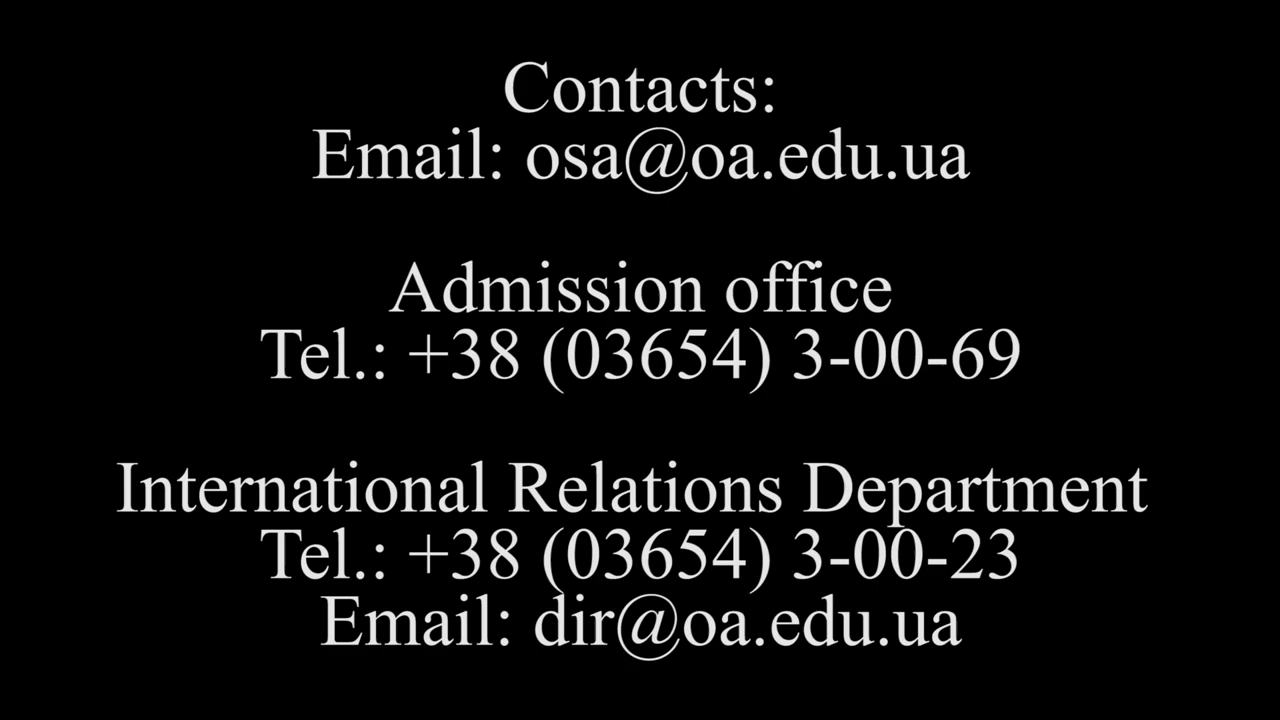 Contacts:
Email: osa@oa.edu.ua
Admission office
Tel.: +38 (03654) 3-00-69
International Relations Department
Tel.: +38 (03654) 3-00-23
Email: dir@oa.edu.ua